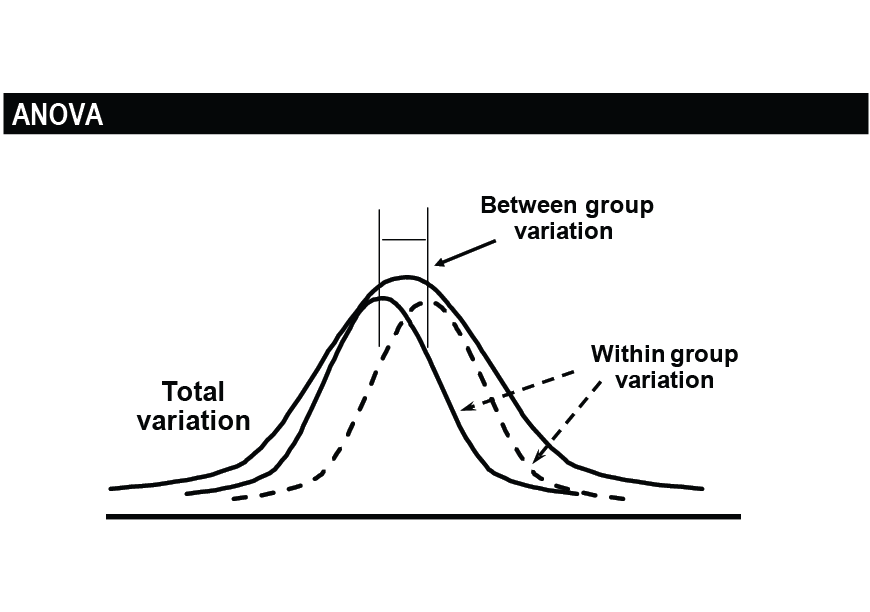 ANOVA
Between group
variation
Within group
variation
Total
variation